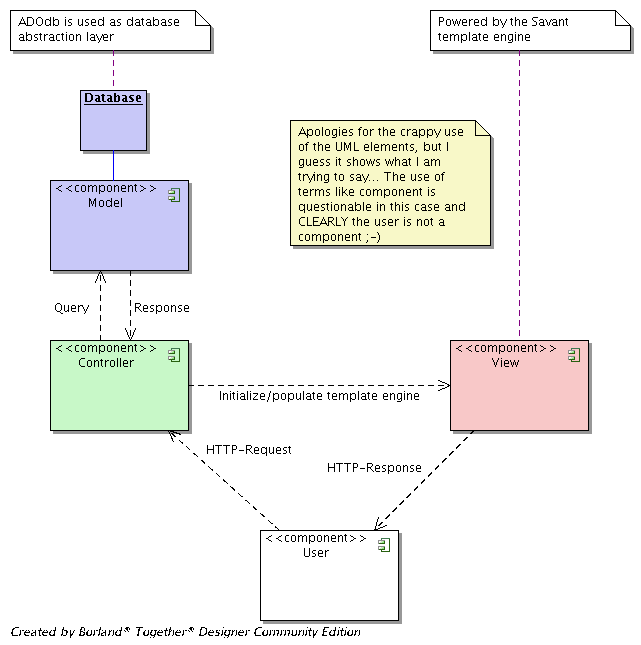 ADOdb is used as database
abstraction layer
Powered by the Savant
template engine
Database
Apologies for the crappy use
of the UML elements, but I
guess it shows what I am
trying to say... The use of
terms like component is
questionable in this case and
CLEARLY the user is not a
component ;-)
<<component>>
Model
Query
Response
<<component>>
Controller
<<component>>
View
Initialize/populate template engine
HTTP-Request
HTTP-Response
<<component>>
User
Created by Borland® Together® Designer Community Edition